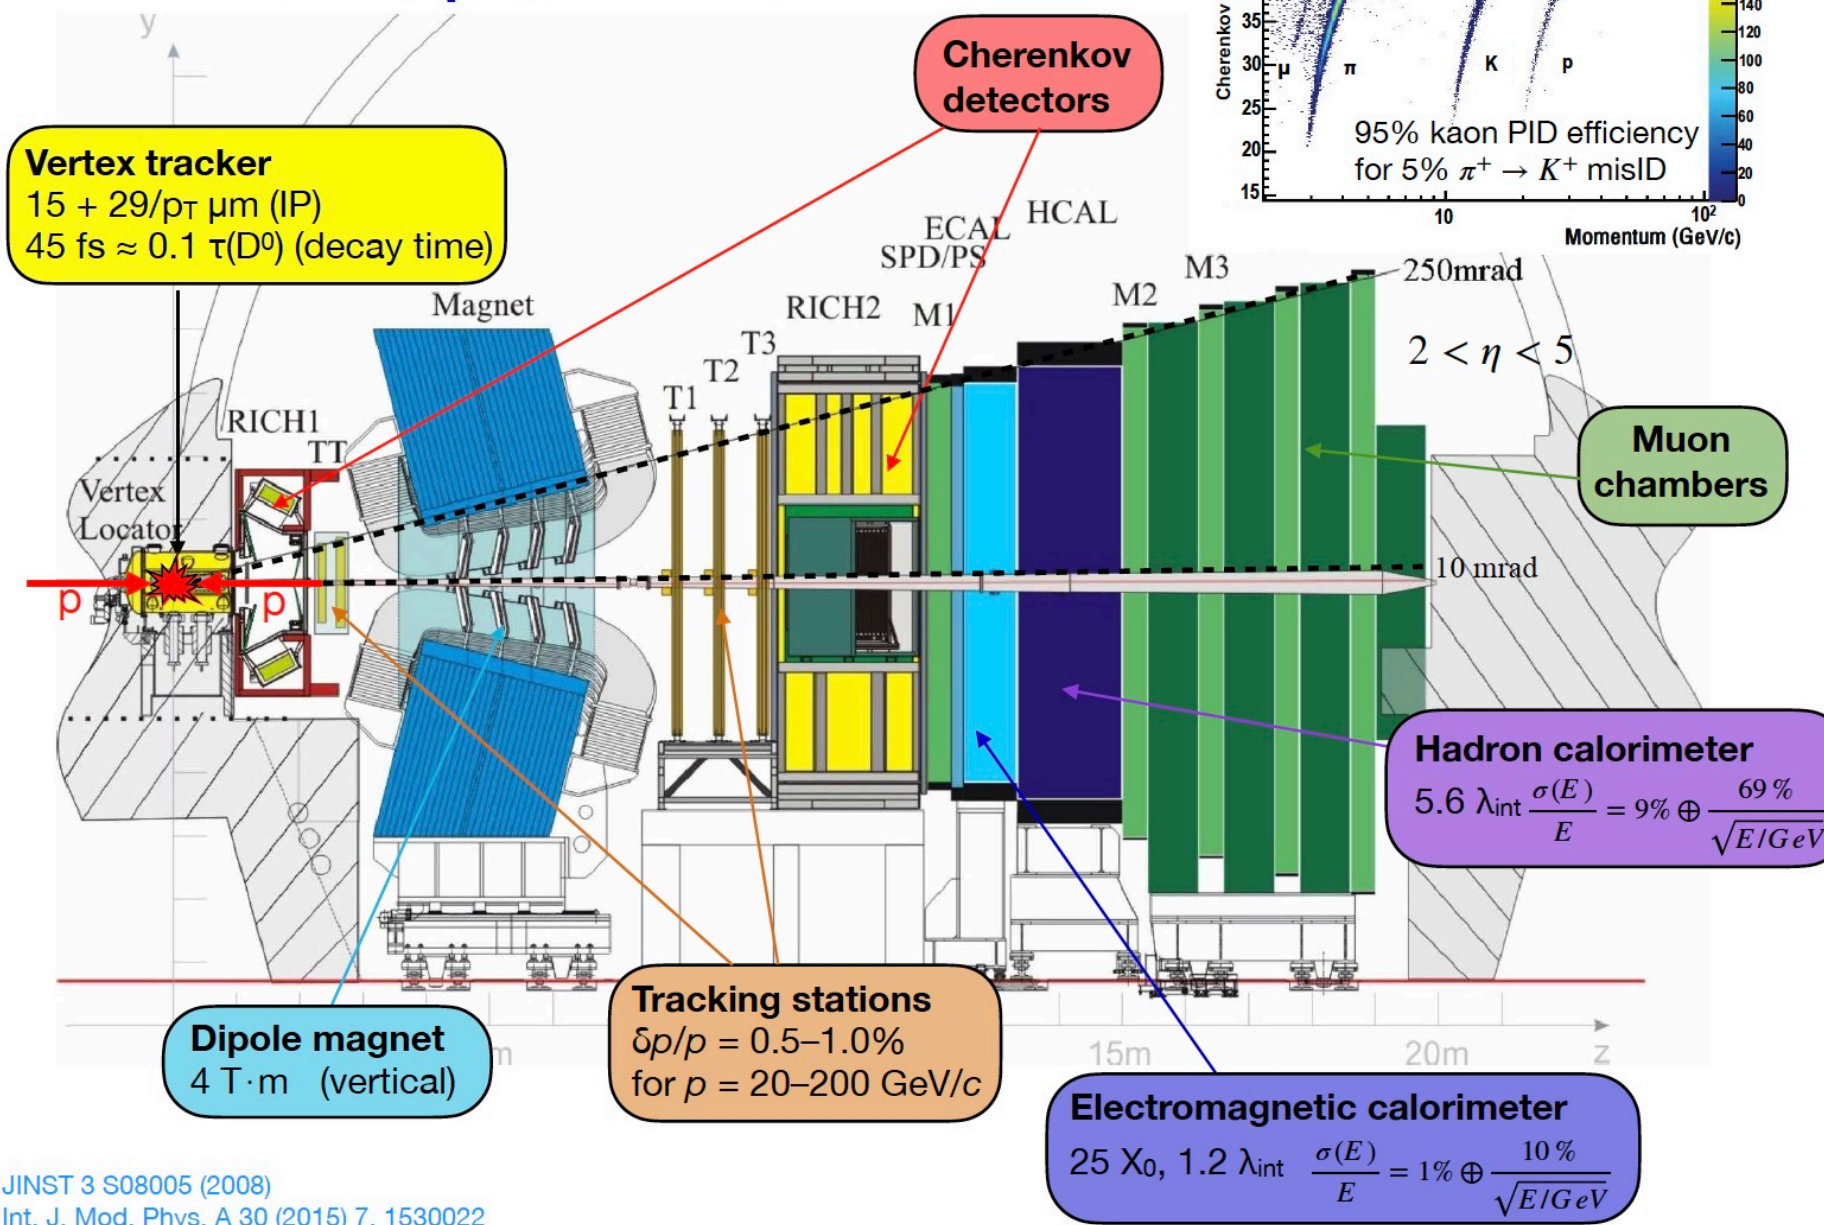 y
Cherenkov
detectors
Cherenkov
35
30
25
20
15
μ
π
K
p
140
120
100
80
60
40
20
0
95% kaon PID efficiency
for 5% π⁺ → K⁺ misID
10
10²
Momentum (GeV/c)
Vertex tracker
15 + 29/pT μm (IP)
45 fs ≈ 0.1 τ(D⁰) (decay time)
HCAL
ECAL
SPD/PS
Magnet
RICH2
M1
M2
M3
250mrad
2 < η < 5
T3
T2
T1
RICH1
TT
Muon
chambers
Vertex
Locator
10 mrad
p
p
Hadron calorimeter
5.6 λint σ(E)/E = 9% ⊕ 69 %/√E/GeV
Tracking stations
δp/p = 0.5–1.0%
for p = 20–200 GeV/c
Dipole magnet
4 T·m (vertical)
m
15m
20m
z
Electromagnetic calorimeter
25 X₀, 1.2 λint σ(E)/E = 1% ⊕ 10 %/√E/GeV
JINST 3 S08005 (2008)
Int. J. Mod. Phys. A 30 (2015) 7, 1530022